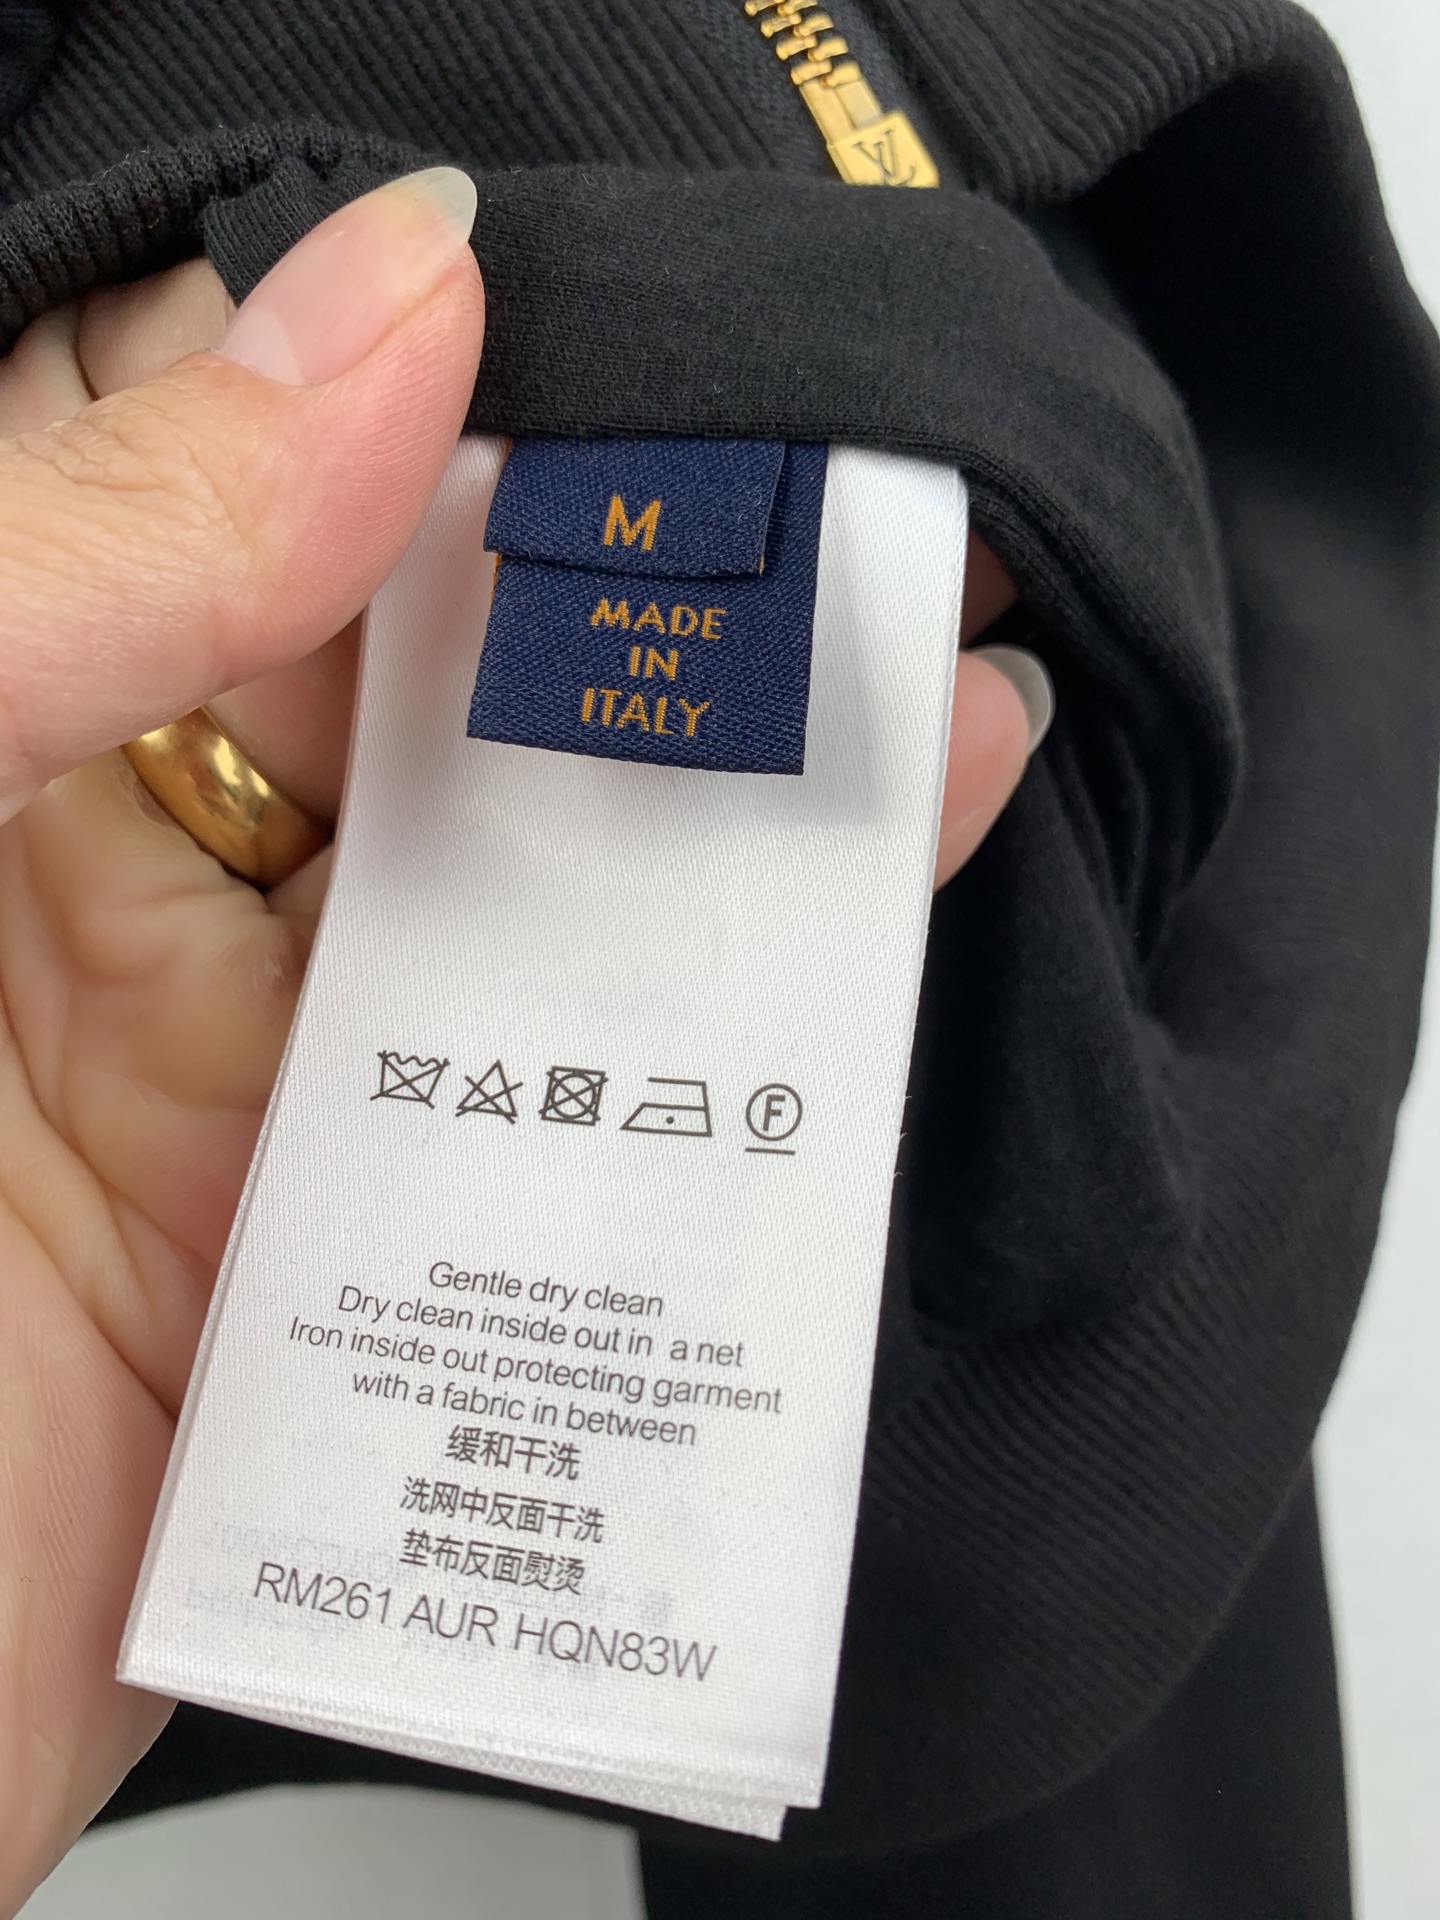 LV
M
MADE
IN
ITALY
F
Gentle dry clean
Dry clean inside out in a net
Iron inside out protecting garment
with a fabric in between
缓和干洗
洗网中反面干洗
垫布反面熨烫
RM261 AUR HQN83W